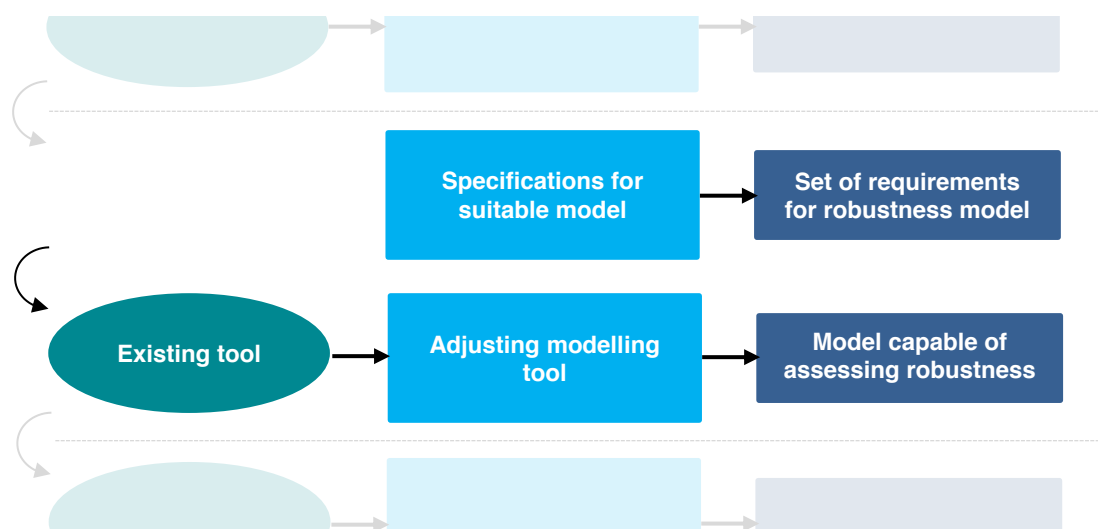 Specifications for
suitable model
Set of requirements
for robustness model
Existing tool
Adjusting modelling
tool
Model capable of
assessing robustness